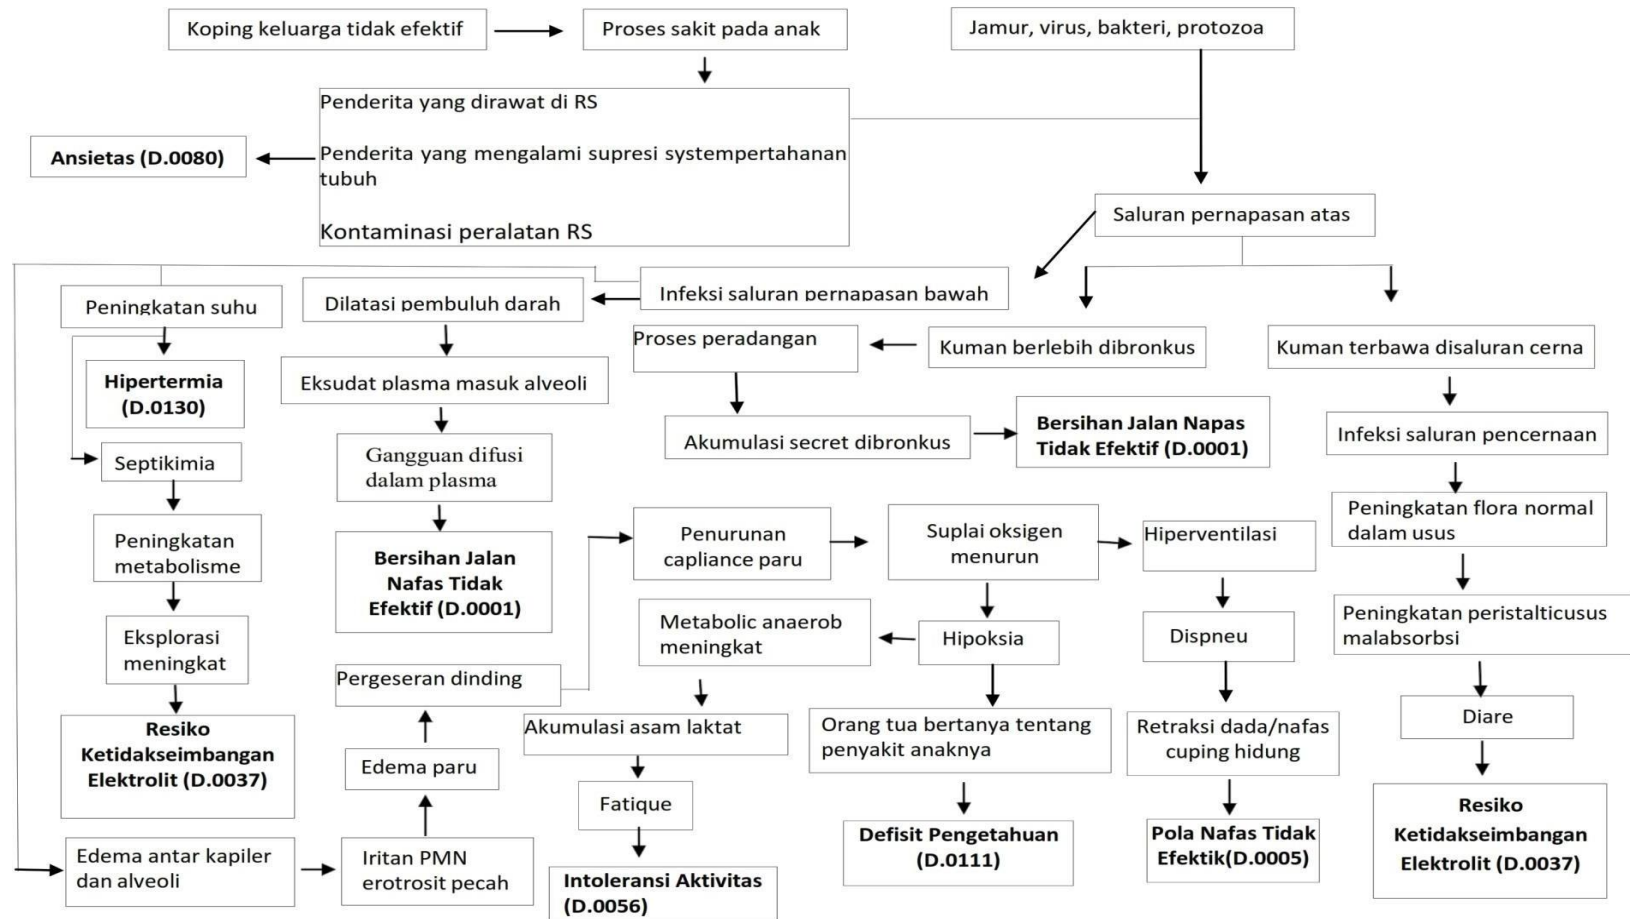 Koping keluarga tidak efektif
Proses sakit pada anak
Jamur, virus, bakteri, protozoa
Penderita yang dirawat di RS
Penderita yang mengalami supresi systempertahanan
tubuh
Kontaminasi peralatan RS
Ansietas (D.0080)
Saluran pernapasan atas
Peningkatan suhu
Dilatasi pembuluh darah
Infeksi saluran pernapasan bawah
Proses peradangan
Kuman berlebih dibronkus
Kuman terbawa disaluran cerna
Hipertermia
(D.0130)
Eksudat plasma masuk alveoli
Akumulasi secret dibronkus
Bersihan Jalan Napas
Tidak Efektif (D.0001)
Infeksi saluran pencernaan
Septikimia
Gangguan difusi
dalam plasma
Peningkatan
metabolisme
Bersihan Jalan
Nafas Tidak
Efektif (D.0001)
Penurunan
capliance paru
Suplai oksigen
menurun
Hiperventilasi
Peningkatan flora normal
dalam usus
Eksplorasi
meningkat
Metabolic anaerob
meningkat
Hipoksia
Dispneu
Peningkatan peristalticusus
malabsorbsi
Pergeseran dinding
Resiko
Ketidakseimbangan
Elektrolit (D.0037)
Edema paru
Akumulasi asam laktat
Orang tua bertanya tentang
penyakit anaknya
Retraksi dada/nafas
cuping hidung
Diare
Fatique
Edema antar kapiler
dan alveoli
Iritan PMN
erotrosit pecah
Intoleransi Aktivitas
(D.0056)
Defisit Pengetahuan
(D.0111)
Pola Nafas Tidak
Efektik(D.0005)
Resiko
Ketidakseimbangan
Elektrolit (D.0037)